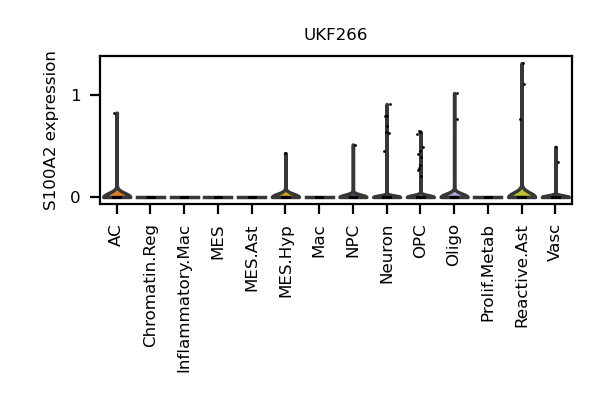 UKF266
S100A2 expression
1
0
AC
Chromatin.Reg
Inflammatory.Mac
MES
MES.Ast
MES.Hyp
Mac
NPC
Neuron
OPC
Oligo
Prolif.Metab
Reactive.Ast
Vasc